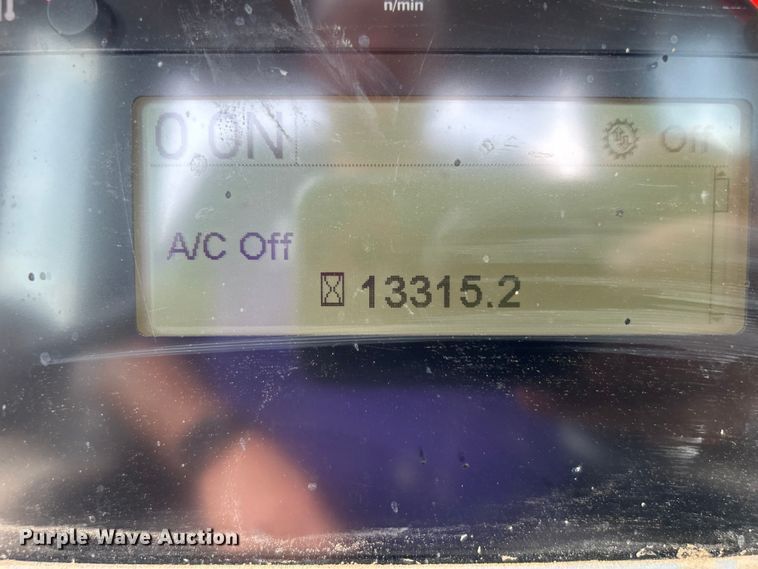 n/min
0 0N
Off
A/C Off
13315.2
Purple Wave Auction